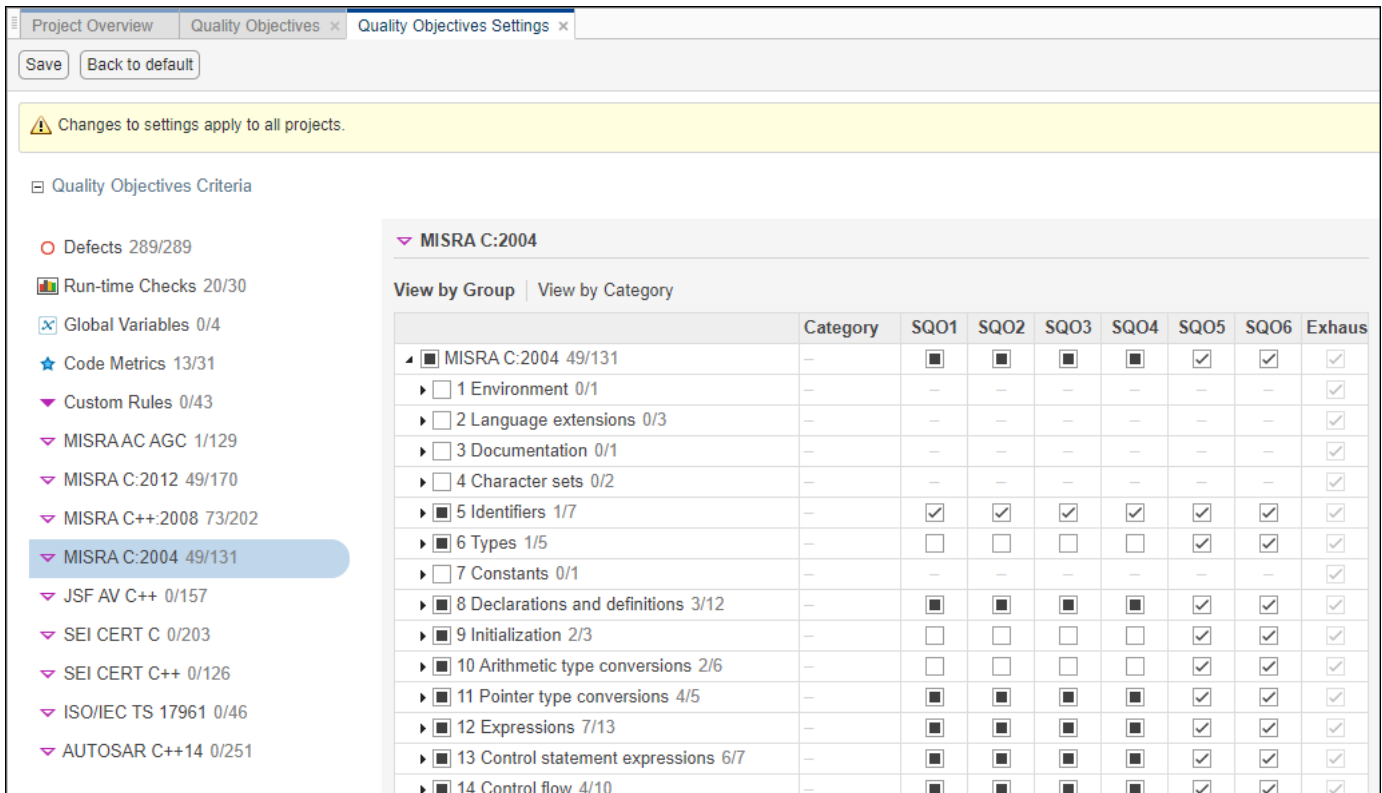 Project Overview Quality Objectives × Quality Objectives Settings ×
Save Back to default
Changes to settings apply to all projects.
Quality Objectives Criteria
Defects 289/289
Run-time Checks 20/30
Global Variables 0/4
Code Metrics 13/31
Custom Rules 0/43
MISRA AC AGC 1/129
MISRA C:2012 49/170
MISRA C++:2008 73/202
MISRA C:2004 49/131
JSF AV C++ 0/157
SEI CERT C 0/203
SEI CERT C++ 0/126
ISO/IEC TS 17961 0/46
AUTOSAR C++14 0/251
MISRA C:2004
View by Group View by Category
Category SQO1 SQO2 SQO3 SQO4 SQO5 SQO6 Exhaus
MISRA C:2004 49/131 –
1 Environment 0/1 – – – – – – –
2 Language extensions 0/3 – – – – – – –
3 Documentation 0/1 – – – – – – –
4 Character sets 0/2 – – – – – – –
5 Identifiers 1/7 –
6 Types 1/5 –
7 Constants 0/1 – – – – – – –
8 Declarations and definitions 3/12 –
9 Initialization 2/3 –
10 Arithmetic type conversions 2/6 –
11 Pointer type conversions 4/5 –
12 Expressions 7/13 –
13 Control statement expressions 6/7 –
14 Control flow 4/10 –